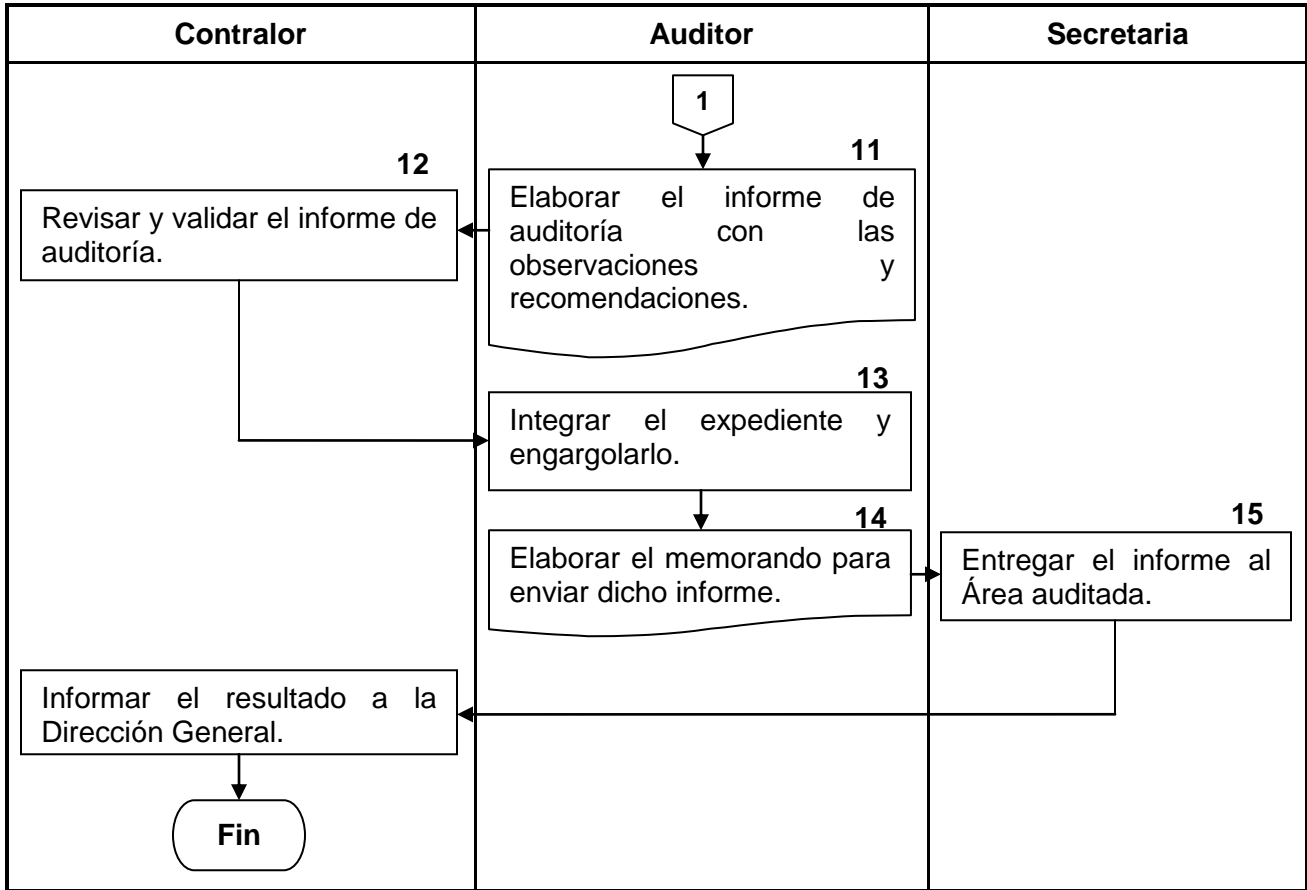 Contralor
Auditor
Secretaria
1
11
Elaborar el informe de
auditoría con las
observaciones y
recomendaciones.
12
Revisar y validar el informe de
auditoría.
13
Integrar el expediente y
engargolarlo.
14
Elaborar el memorando para
enviar dicho informe.
15
Entregar el informe al
Área auditada.
Informar el resultado a la
Dirección General.
Fin